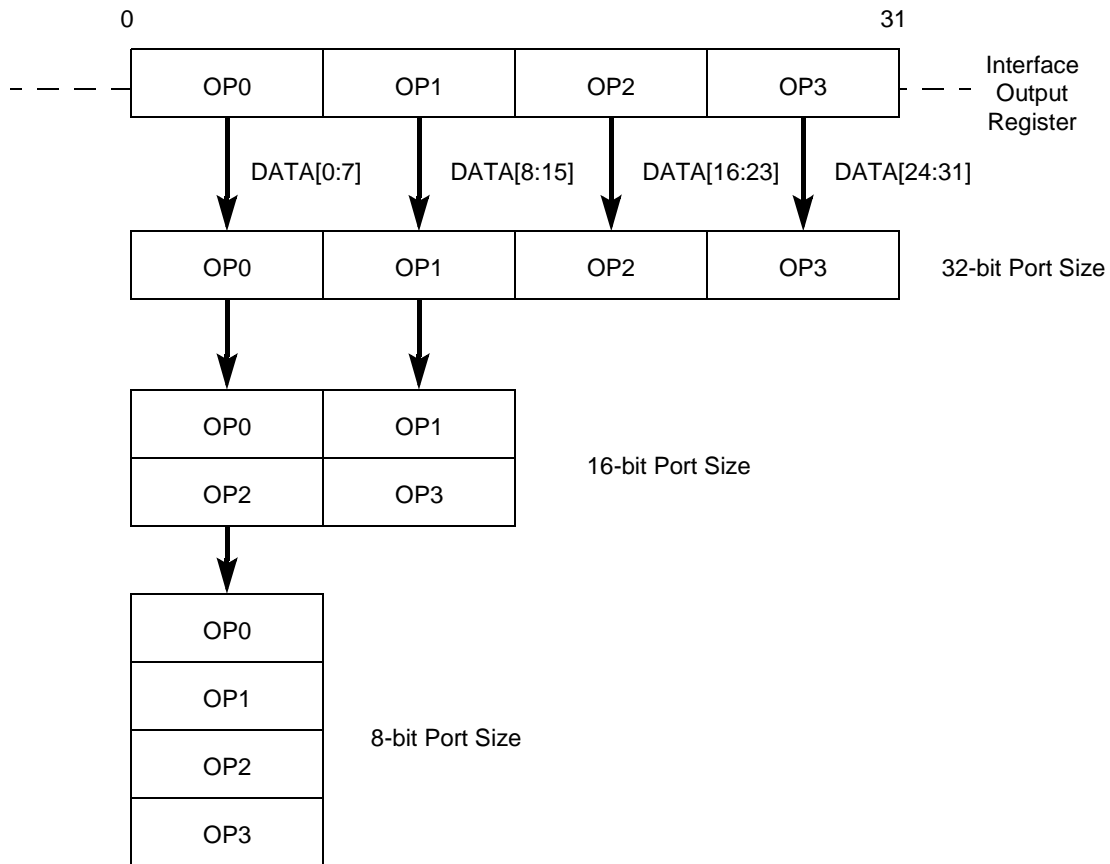 0 31
OP0 OP1 OP2 OP3
Interface
Output
Register
DATA[0:7] DATA[8:15] DATA[16:23] DATA[24:31]
OP0 OP1 OP2 OP3 32-bit Port Size
OP0 OP1
16-bit Port Size
OP2 OP3
OP0
OP1
8-bit Port Size
OP2
OP3